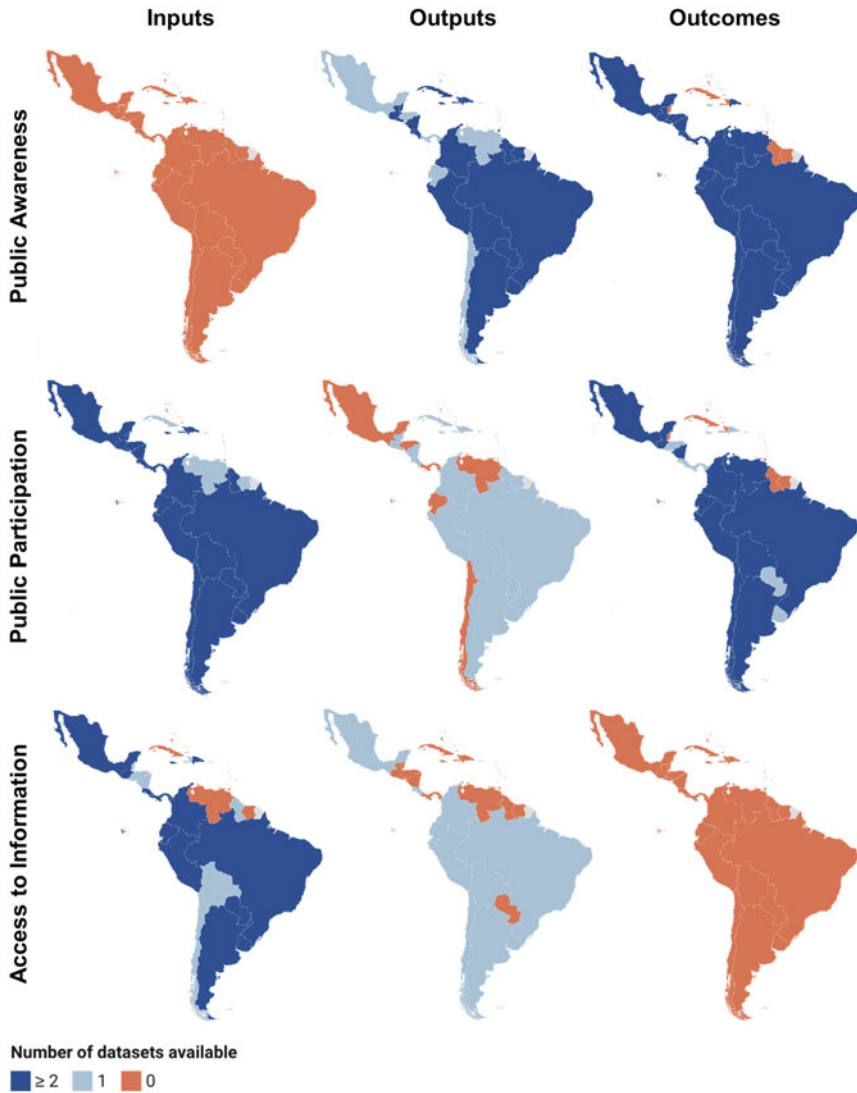 Inputs
Outputs
Outcomes
Public Awareness
Public Participation
Access to Information
Number of datasets available
≥ 2
1
0